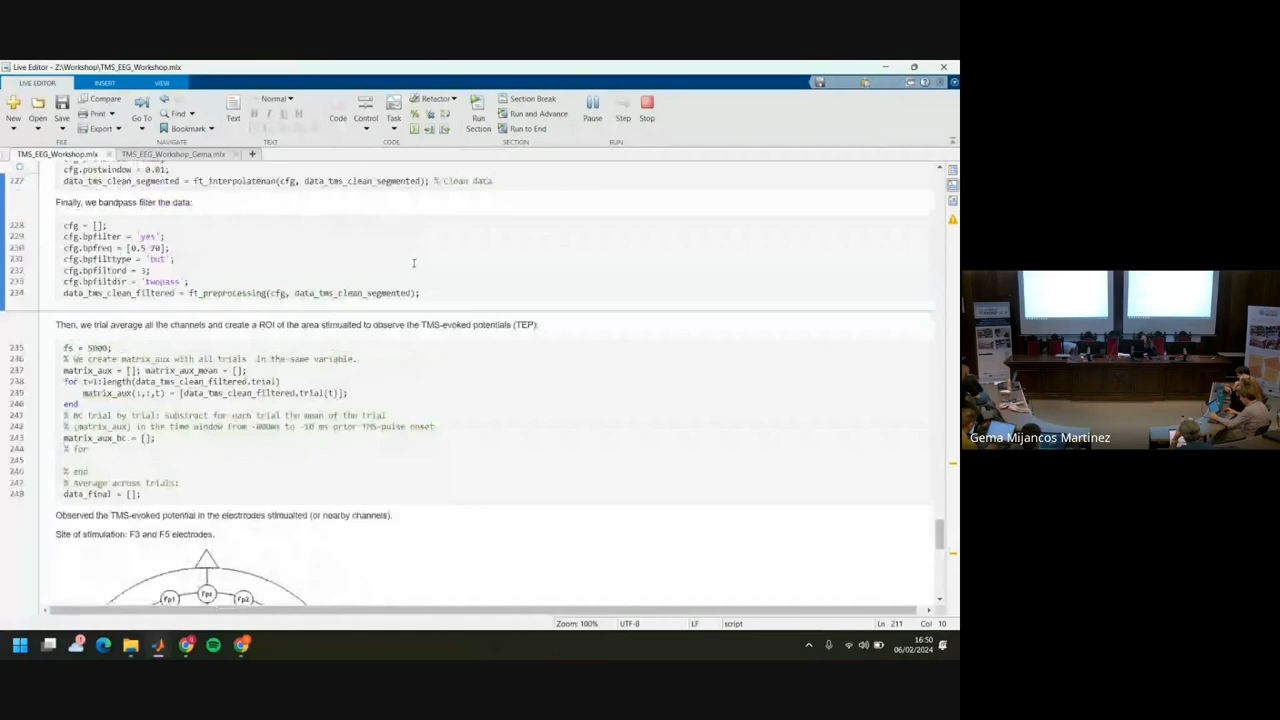 Live Editor - Z:\Workshop\TMS_EEG_Workshop.mlx
LIVE EDITOR INSERT VIEW
New Open Save Compare Print Export
Go To Find Bookmark
Text Normal B I U M
Code Control Task Refactor
Run Section Section Break Run and Advance Run to End
Pause Step Stop
FILE NAVIGATE TEXT CODE SECTION RUN
TMS_EEG_Workshop.mlx TMS_EEG_Workshop_Gema.mlx
cfg.postwindow = 0.01;
227 data_tms_clean_segmented = ft_interpolatenan(cfg, data_tms_clean_segmented); % Clean data
Finally, we bandpass filter the data:
228 cfg = [];
229 cfg.bpfilter = 'yes';
230 cfg.bpfreq = [0.5 70];
231 cfg.bpfilttype = 'but';
232 cfg.bpfiltord = 3;
233 cfg.bpfiltdir = 'twopass';
234 data_tms_clean_filtered = ft_preprocessing(cfg, data_tms_clean_segmented);
Then, we trial average all the channels and create a ROI of the area stimualted to observe the TMS-evoked potentials (TEP):
235 fs = 5000;
236 % We create matrix_aux with all trials in the same variable.
237 matrix_aux = []; matrix_aux_mean = [];
238 for t=1:length(data_tms_clean_filtered.trial)
239 matrix_aux(:,:,t) = [data_tms_clean_filtered.trial{t}];
240 end
241 % BC trial by trial: substract for each trial the mean of the trial
242 % (matrix_aux) in the time window from -800ms to -10 ms prior TMS-pulse onset
243 matrix_aux_bc = [];
244 % for
245
246 % end
247 % Average across trials:
248 data_final = [];
Observed the TMS-evoked potential in the electrodes stimualted (or nearby channels).
Site of stimulation: F3 and F5 electrodes.
Fp1 Fpz Fp2
Zoom: 100% UTF-8 LF script Ln 211 Col 10
16:50
06/02/2024
Gema Mijancos Martinez